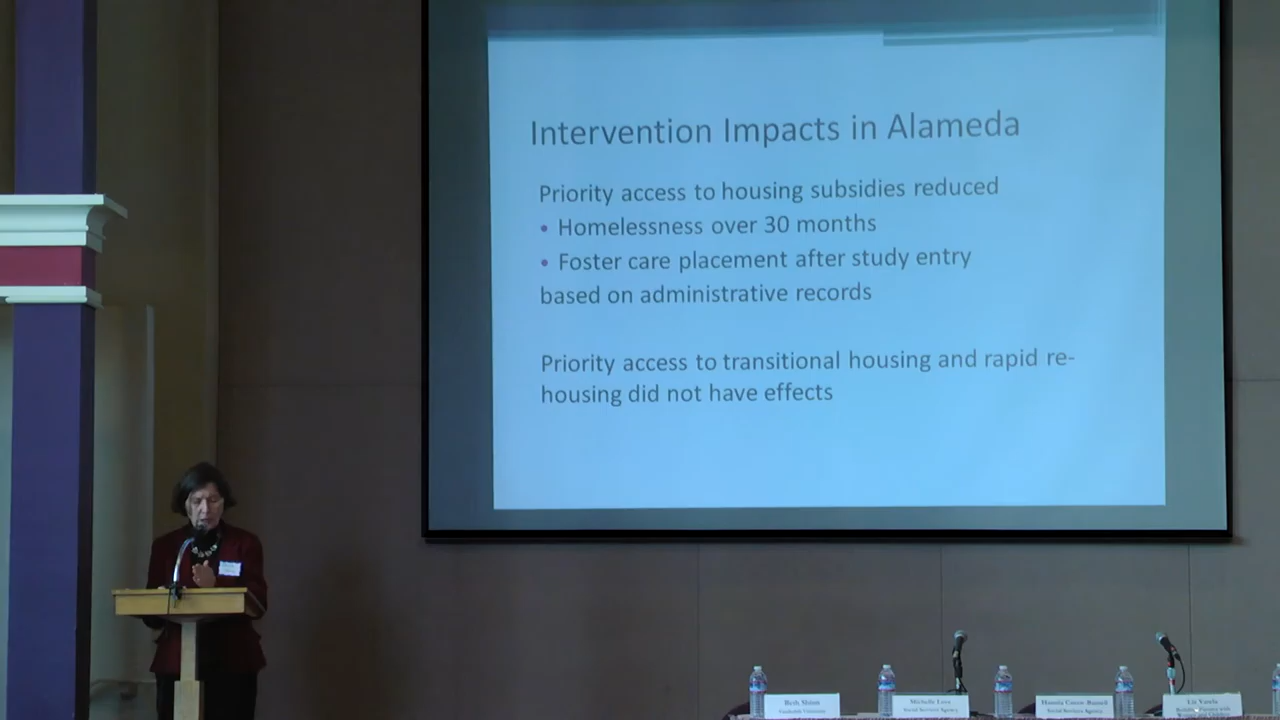 Intervention Impacts in Alameda
Priority access to housing subsidies reduced
• Homelessness over 30 months
• Foster care placement after study entry
based on administrative records
Priority access to transitional housing and rapid re-
housing did not have effects
Beth Shinn
Vanderbilt University
Michelle Love
Social Services Agency
Social Services Agency
Liz Varela